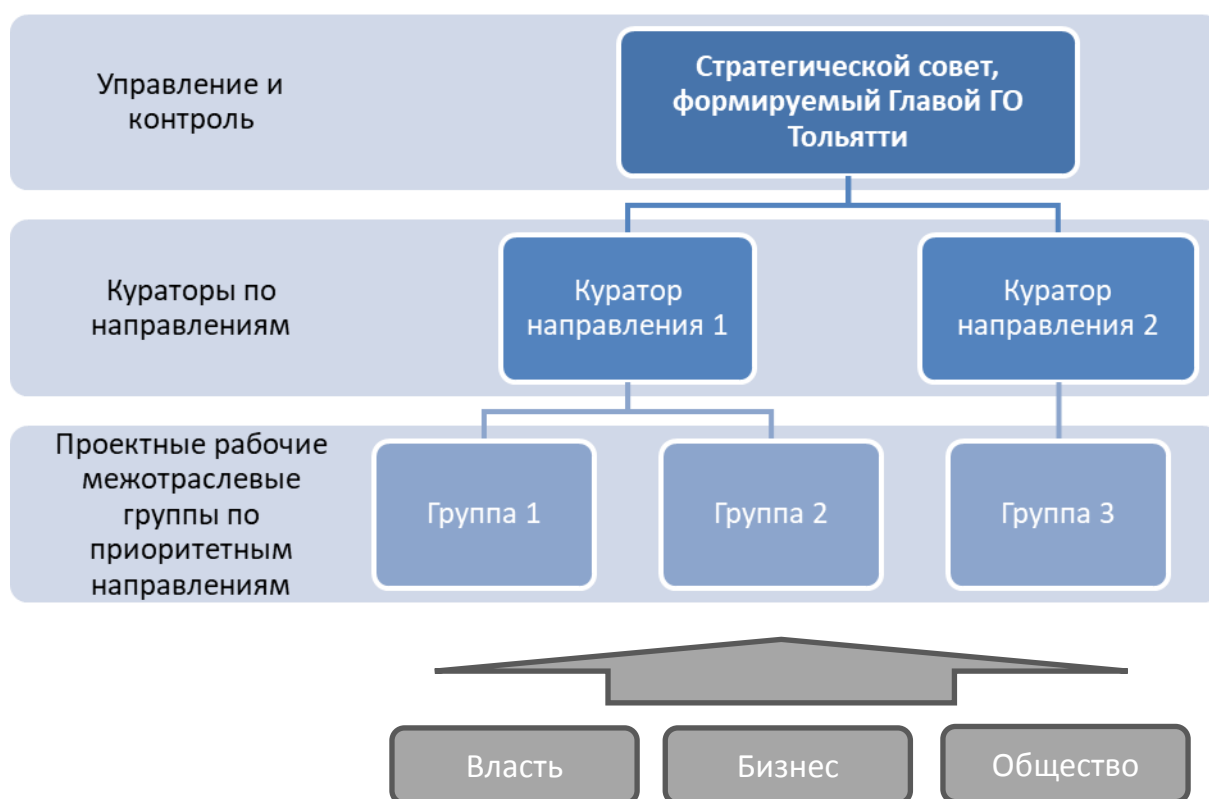 Управление и
контроль
Стратегической совет,
формируемый Главой ГО
Тольятти
Кураторы по
направлениям
Куратор
направления 1
Куратор
направления 2
Проектные рабочие
межотраслевые
группы по
приоритетным
направлениям
Группа 1
Группа 2
Группа 3
Власть
Бизнес
Общество